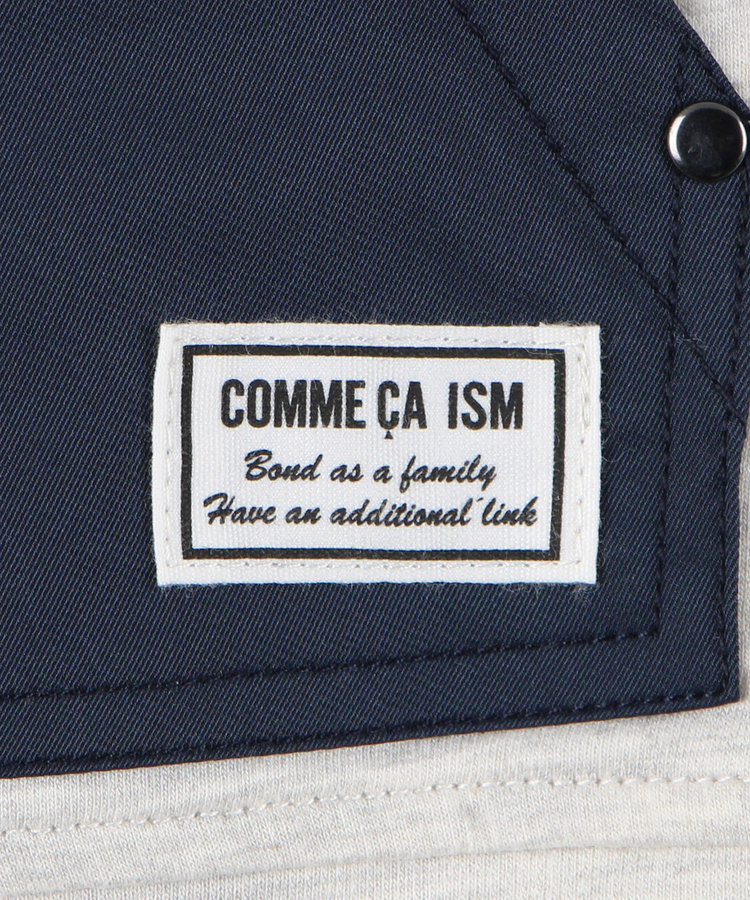 COMME ÇA ISM
Bond as a family
Have an additional link